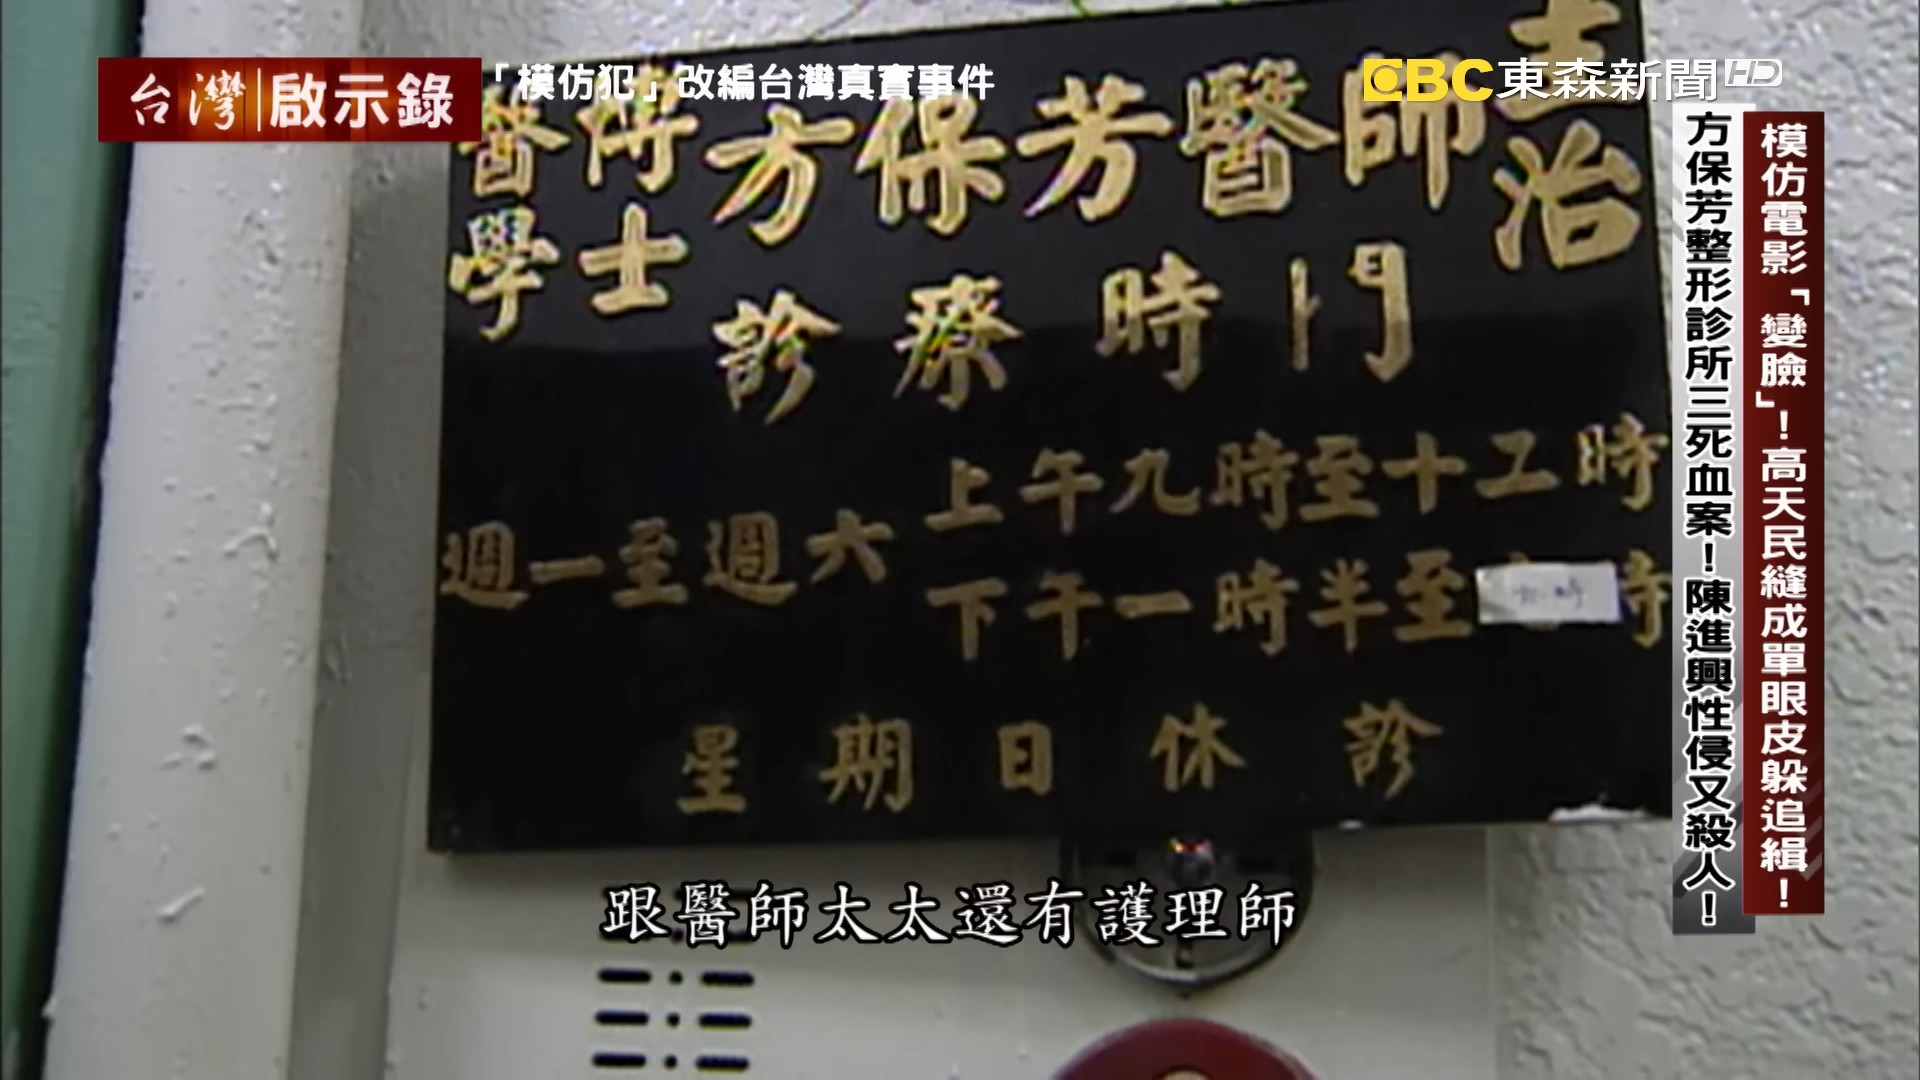 台灣啟示錄
「模仿犯」改編台灣真實事件
EBC東森新聞HD
模仿電影「變臉」！高天民縫成單眼皮躲追緝！
方保芳整形診所三死血案！陳進興性侵又殺人！
醫學博士 方保芳醫師 主治
診療時間
週一至週六
上午九時至十二時
下午一時半至 時
星期日休診
跟醫師太太還有護理師